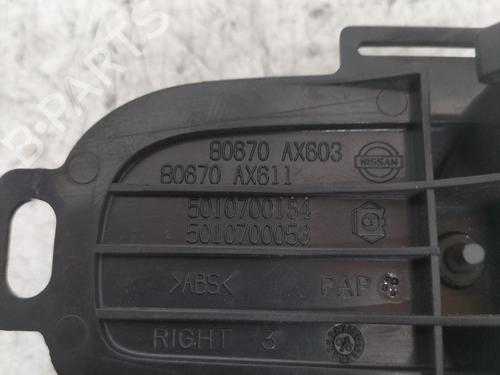 80670 AX603
NISSAN
80670 AX611
5010700154
5010700053
>ABS<
PAP
RIGHT 3
B-PARTS